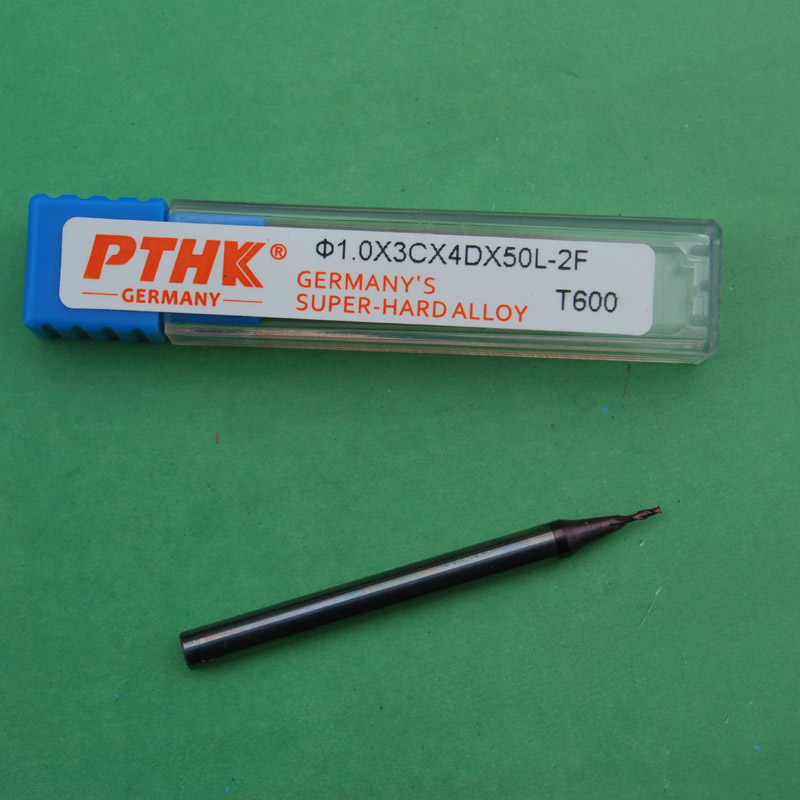 PTHK®
GERMANY
Φ1.0X3CX4DX50L-2F
GERMANY'S
SUPER-HARD ALLOY
T600